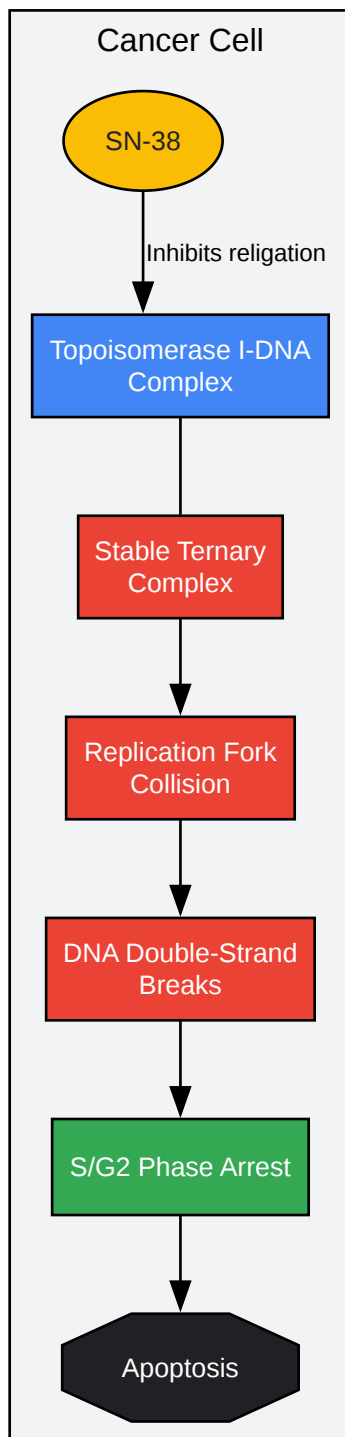 Cancer Cell
SN-38
Inhibits religation
Topoisomerase I-DNA
Complex
Stable Ternary
Complex
Replication Fork
Collision
DNA Double-Strand
Breaks
S/G2 Phase Arrest
Apoptosis